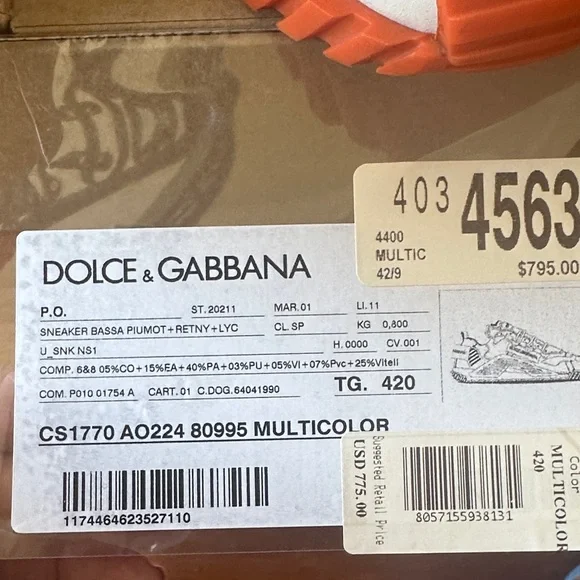 403 4563
4400
MULTIC
42/9
$795.00
DOLCE & GABBANA
P.O. ST. 20211 MAR. 01 LI. 11
SNEAKER BASSA PIUMOT+RETNY+LYC CL. SP KG 0,800
U_SNK NS1 H. 0000 CV. 001
COMP. 6&8 05%CO+15%EA+40%PA+03%PU+05%VI+07%Pvc+25%Vitell
COM. P010 01754 A CART. 01 C.DOG. 64041990 TG. 420
CS1770 AO224 80995 MULTICOLOR
1174464623527110
Suggested Retail Price
USD 775.00
8057155938131
Color
MULTICOLOR
420